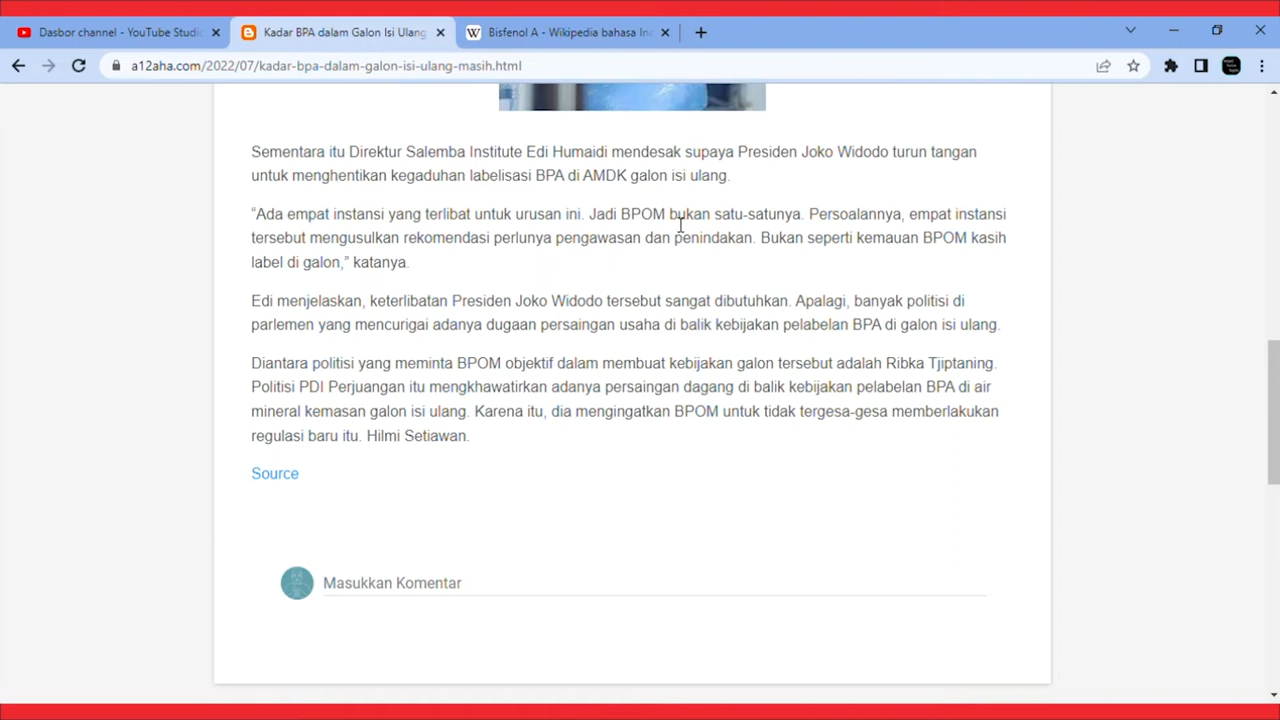 Dasbor channel - YouTube Studi
Kadar BPA dalam Galon Isi Ulang
Bisfenol A - Wikipedia bahasa In
a12aha.com/2022/07/kadar-bpa-dalam-galon-isi-ulang-masih.html
Sementara itu Direktur Salemba Institute Edi Humaidi mendesak supaya Presiden Joko Widodo turun tangan
untuk menghentikan kegaduhan labelisasi BPA di AMDK galon isi ulang.
“Ada empat instansi yang terlibat untuk urusan ini. Jadi BPOM bukan satu-satunya. Persoalannya, empat instansi
tersebut mengusulkan rekomendasi perlunya pengawasan dan penindakan. Bukan seperti kemauan BPOM kasih
label di galon,” katanya.
Edi menjelaskan, keterlibatan Presiden Joko Widodo tersebut sangat dibutuhkan. Apalagi, banyak politisi di
parlemen yang mencurigai adanya dugaan persaingan usaha di balik kebijakan pelabelan BPA di galon isi ulang.
Diantara politisi yang meminta BPOM objektif dalam membuat kebijakan galon tersebut adalah Ribka Tjiptaning.
Politisi PDI Perjuangan itu mengkhawatirkan adanya persaingan dagang di balik kebijakan pelabelan BPA di air
mineral kemasan galon isi ulang. Karena itu, dia mengingatkan BPOM untuk tidak tergesa-gesa memberlakukan
regulasi baru itu. Hilmi Setiawan.
Source
Masukkan Komentar